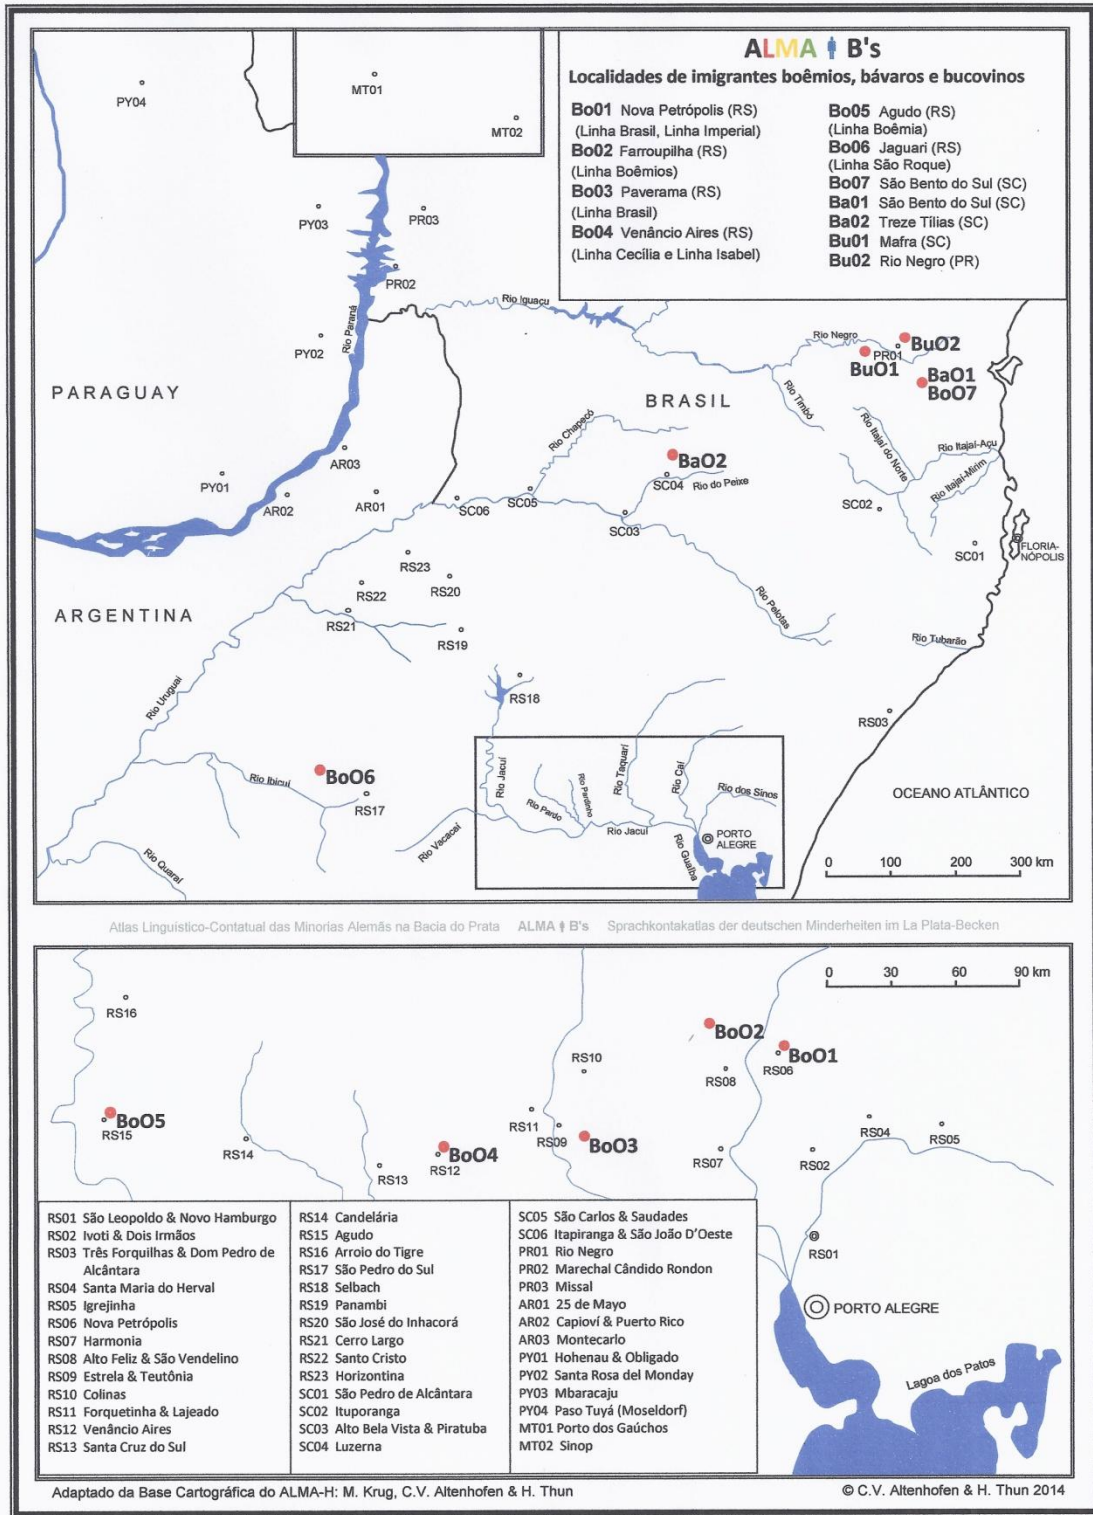 ALMA B's
Localidades de imigrantes boêmios, bávaros e bucovinos
Bo01 Nova Petrópolis (RS)
(Linha Brasil, Linha Imperial)
Bo02 Farroupilha (RS)
(Linha Boêmios)
Bo03 Paverama (RS)
(Linha Brasil)
Bo04 Venâncio Aires (RS)
(Linha Cecília e Linha Isabel)
Bo05 Agudo (RS)
(Linha Boêmia)
Bo06 Jaguari (RS)
(Linha São Roque)
Bo07 São Bento do Sul (SC)
Ba01 São Bento do Sul (SC)
Ba02 Treze Tílias (SC)
Bu01 Mafra (SC)
Bu02 Rio Negro (PR)
PY04
MT01
MT02
PY03
PR03
PR02
Rio Iguaçu
Rio Paraná
PY02
Rio Negro
PR01
BuO2
BuO1
BaO1
BoO7
PARAGUAY
BRASIL
Rio Timbó
Rio Chapecó
Rio Itajaí do Norte
Rio Itajaí-Açu
Rio Itajaí-Mirim
AR03
BaO2
SC04
Rio do Peixe
PY01
AR02
AR01
SC06
SC05
SC03
SC02
SC01
FLORIA-
NÓPOLIS
RS23
RS22
RS20
RS21
RS19
ARGENTINA
Rio Pelotas
Rio Tubarão
Rio Uruguai
RS18
RS03
BoO6
Rio Ibicuí
RS17
Rio Jacuí
Rio Taquari
Rio Caí
Rio dos Sinos
Rio Pardo
Rio Pardinho
Rio Jacuí
Rio Vacacaí
Rio Guaíba
PORTO
ALEGRE
Rio Quaraí
OCEANO ATLÂNTICO
0 100 200 300 km
Atlas Linguístico-Contatual das Minorias Alemãs na Bacia do Prata ALMA B's Sprachkontakatlas der deutschen Minderheiten im La Plata-Becken
0 30 60 90 km
RS16
BoO2
BoO1
RS06
RS10
RS08
BoO5
RS15
RS11
RS09
BoO3
RS04
RS05
RS14
BoO4
RS12
RS13
RS07
RS02
RS01
PORTO ALEGRE
Lagoa dos Patos
RS01 São Leopoldo & Novo Hamburgo
RS02 Ivoti & Dois Irmãos
RS03 Três Forquilhas & Dom Pedro de
Alcântara
RS04 Santa Maria do Herval
RS05 Igrejinha
RS06 Nova Petrópolis
RS07 Harmonia
RS08 Alto Feliz & São Vendelino
RS09 Estrela & Teutônia
RS10 Colinas
RS11 Forquetinha & Lajeado
RS12 Venâncio Aires
RS13 Santa Cruz do Sul
RS14 Candelária
RS15 Agudo
RS16 Arroio do Tigre
RS17 São Pedro do Sul
RS18 Selbach
RS19 Panambi
RS20 São José do Inhacorá
RS21 Cerro Largo
RS22 Santo Cristo
RS23 Horizontina
SC01 São Pedro de Alcântara
SC02 Ituporanga
SC03 Alto Bela Vista & Piratuba
SC04 Luzerna
SC05 São Carlos & Saudades
SC06 Itapiranga & São João D'Oeste
PR01 Rio Negro
PR02 Marechal Cândido Rondon
PR03 Missal
AR01 25 de Mayo
AR02 Capioví & Puerto Rico
AR03 Montecarlo
PY01 Hohenau & Obligado
PY02 Santa Rosa del Monday
PY03 Mbaracaju
PY04 Paso Tuyá (Moseldorf)
MT01 Porto dos Gaúchos
MT02 Sinop
Adaptado da Base Cartográfica do ALMA-H: M. Krug, C.V. Altenhofen & H. Thun
© C.V. Altenhofen & H. Thun 2014